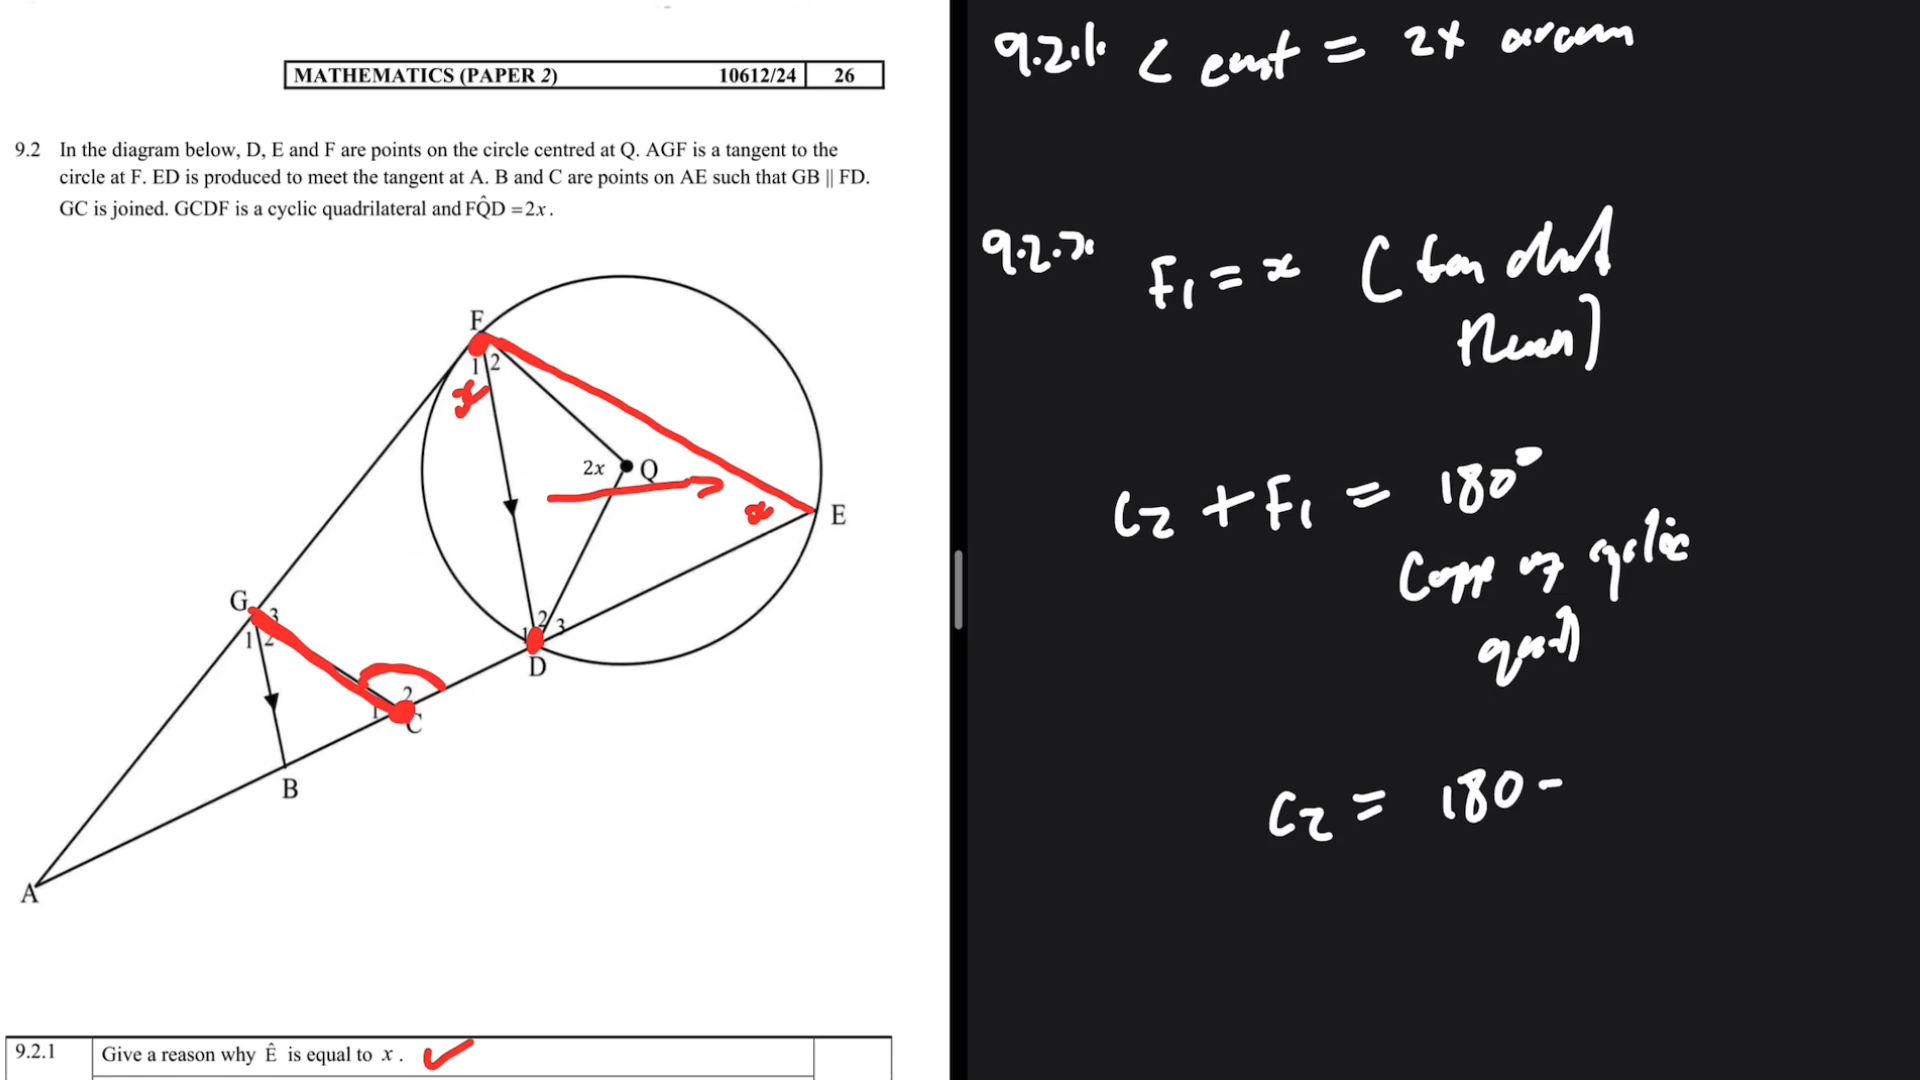 MATHEMATICS (PAPER 2) 10612/24 26
9.2 In the diagram below, D, E and F are points on the circle centred at Q. AGF is a tangent to the
circle at F. ED is produced to meet the tangent at A. B and C are points on AE such that GB || FD.
GC is joined. GCDF is a cyclic quadrilateral and FQ̂D = 2x.
F
1 2
x
2x Q
x
E
G
3
1 2
2 3
1
D
2
1
C
B
A
9.2.1 Give a reason why Ê is equal to x.
9.2.1. < cent = 2x
9.2.2. F1 = x (tan chd
C2 + F1 = 180°
(opp of cyclic
quad)
C2 = 180 -